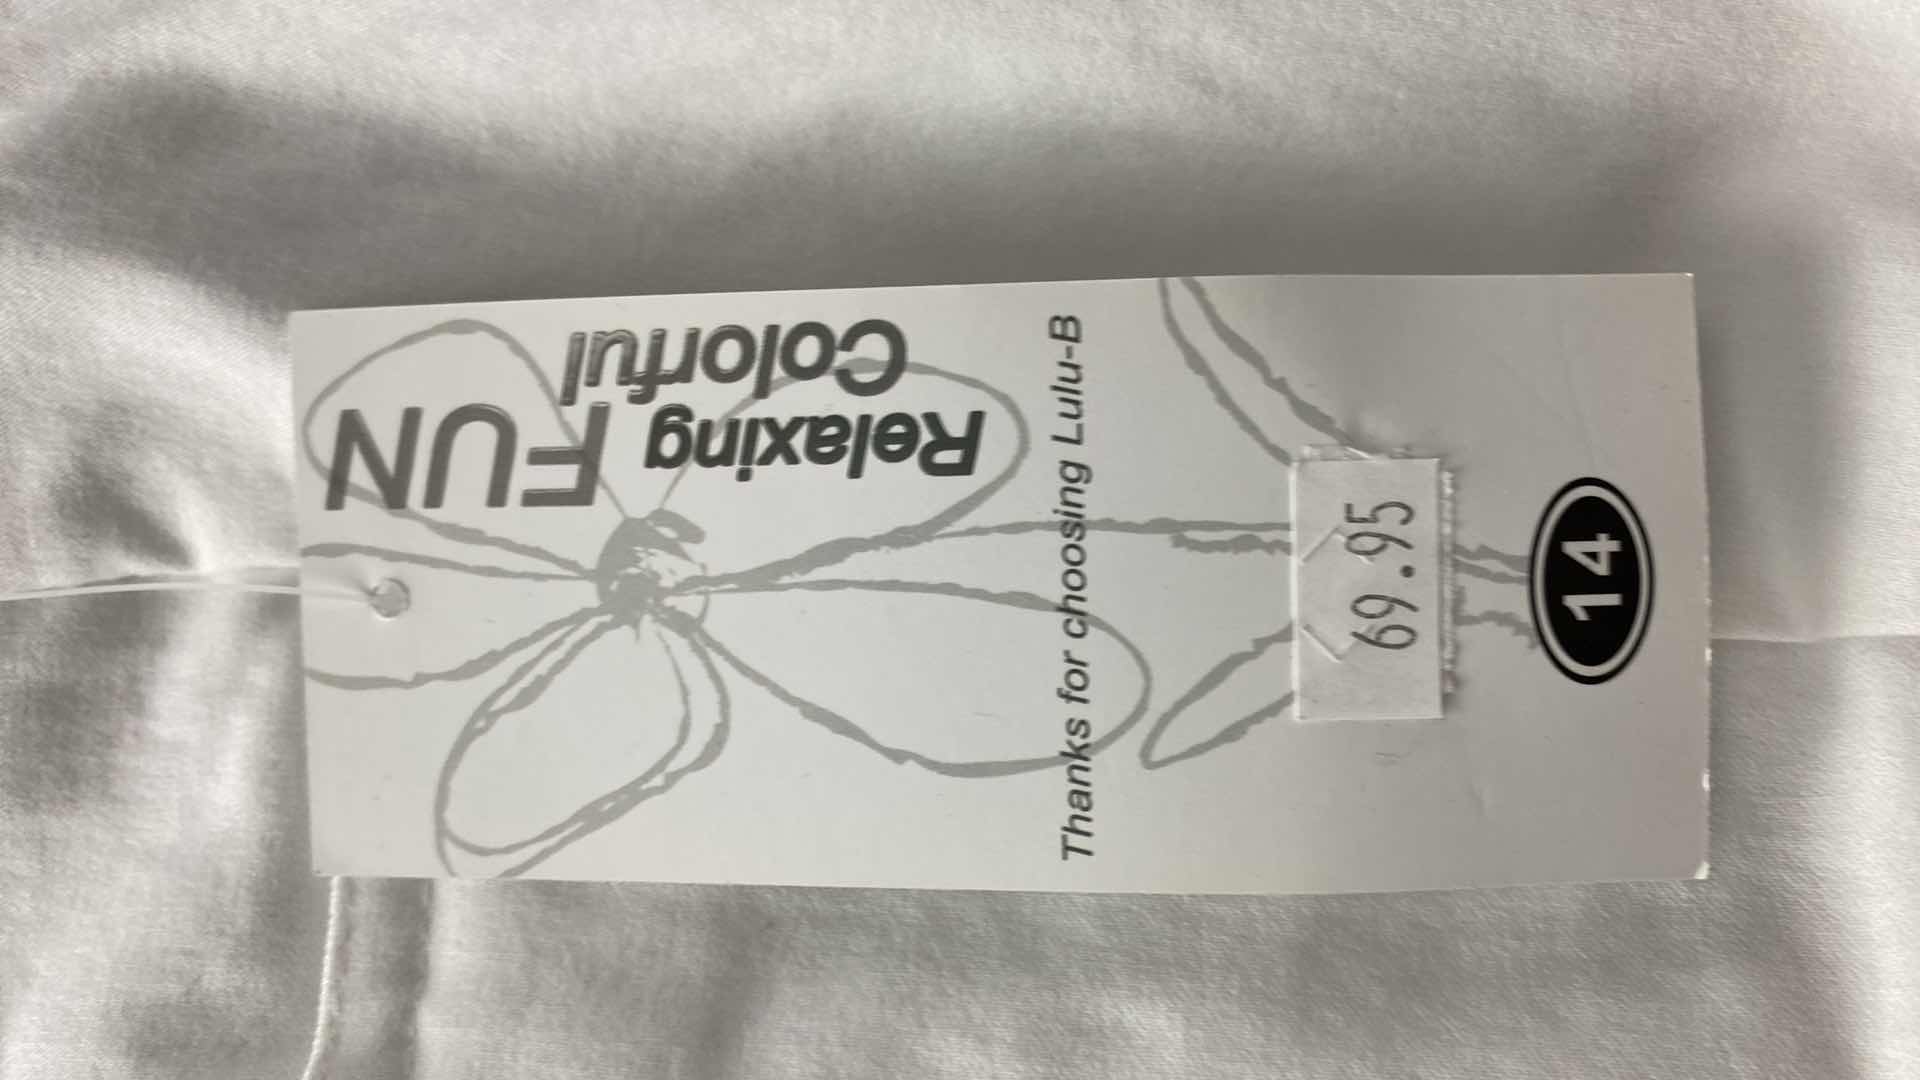 Relaxing FUN
Colorful
Thanks for choosing Lulu-B
69.95
14